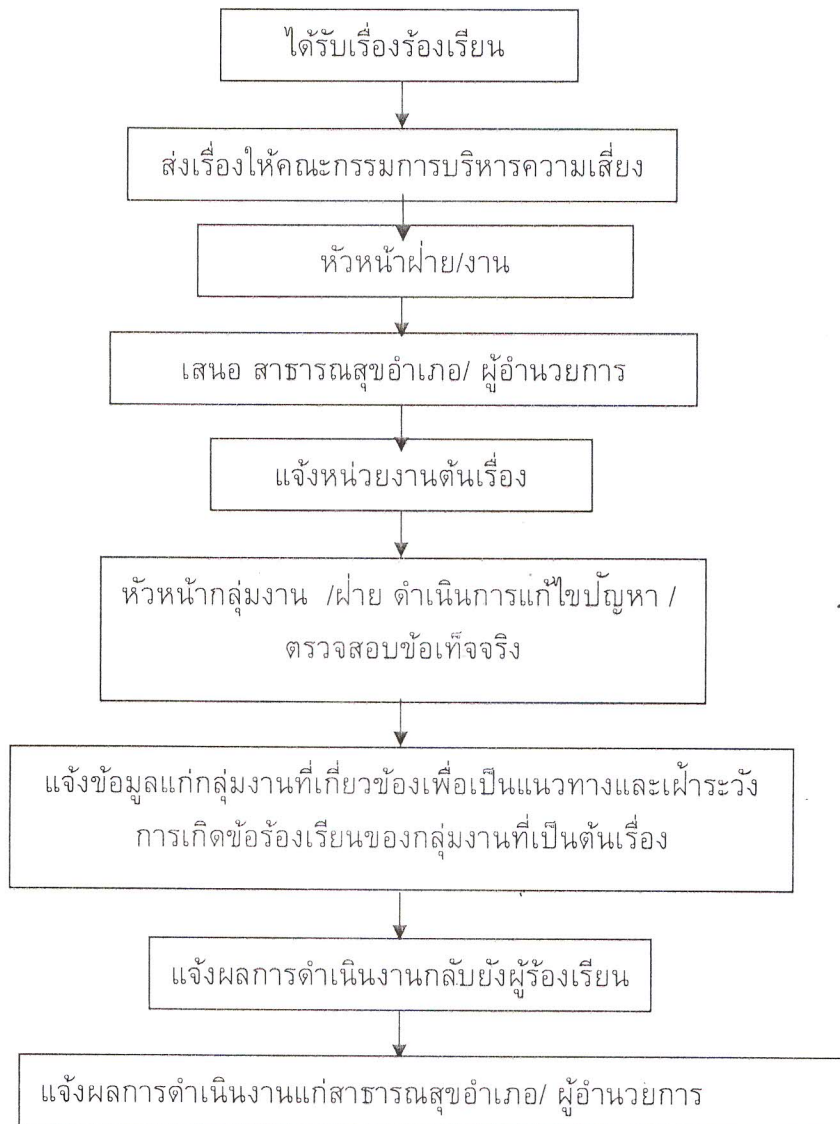 ได้รับเรื่องร้องเรียน
ส่งเรื่องให้คณะกรรมการบริหารความเสี่ยง
หัวหน้าฝ่าย/งาน
เสนอ สาธารณสุขอำเภอ/ ผู้อำนวยการ
แจ้งหน่วยงานต้นเรื่อง
หัวหน้ากลุ่มงาน /ฝ่าย ดำเนินการแก้ไขปัญหา /
ตรวจสอบข้อเท็จจริง
แจ้งข้อมูลแก่กลุ่มงานที่เกี่ยวข้องเพื่อเป็นแนวทางและเฝ้าระวัง
การเกิดข้อร้องเรียนของกลุ่มงานที่เป็นต้นเรื่อง
แจ้งผลการดำเนินงานกลับยังผู้ร้องเรียน
แจ้งผลการดำเนินงานแก่สาธารณสุขอำเภอ/ ผู้อำนวยการ